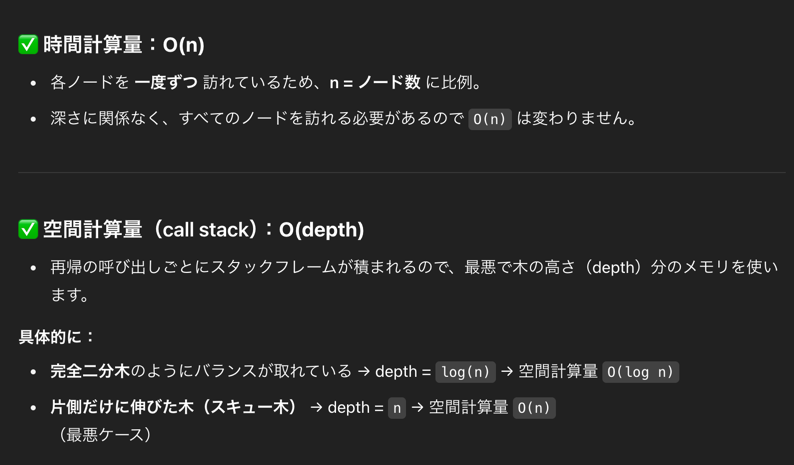 ✅ 時間計算量：O(n)
• 各ノードを 一度ずつ 訪れているため、n = ノード数 に比例。
• 深さに関係なく、すべてのノードを訪れる必要があるので O(n) は変わりません。
✅ 空間計算量（call stack）：O(depth)
• 再帰の呼び出しごとにスタックフレームが積まれるので、最悪で木の高さ（depth）分のメモリを使い
ます。
具体的に：
• 完全二分木のようにバランスが取れている → depth = log(n) → 空間計算量 O(log n)
• 片側だけに伸びた木（スキュー木） → depth = n → 空間計算量 O(n)
（最悪ケース）